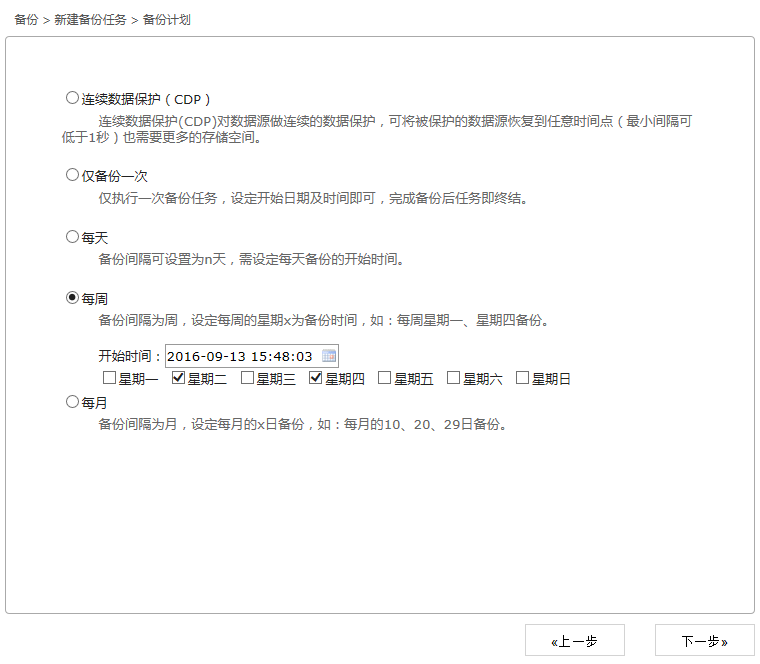 备份 > 新建备份任务 > 备份计划
连续数据保护（CDP）
连续数据保护(CDP)对数据源做连续的数据保护，可将被保护的数据源恢复到任意时间点（最小间隔可
低于1秒）也需要更多的存储空间。
仅备份一次
仅执行一次备份任务，设定开始日期及时间即可，完成备份后任务即终结。
每天
备份间隔可设置为n天，需设定每天备份的开始时间。
每周
备份间隔为周，设定每周的星期x为备份时间，如：每周星期一、星期四备份。
开始时间：2016-09-13 15:48:03
星期一 星期二 星期三 星期四 星期五 星期六 星期日
每月
备份间隔为月，设定每月的x日备份，如：每月的10、20、29日备份。
«上一步 下一步»